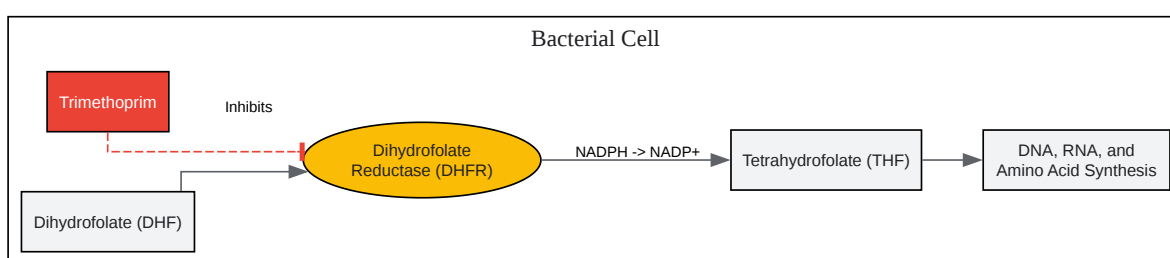 Bacterial Cell
Trimethoprim
Inhibits
Dihydrofolate
Reductase (DHFR)
NADPH -> NADP+
Tetrahydrofolate (THF)
DNA, RNA, and
Amino Acid Synthesis
Dihydrofolate (DHF)